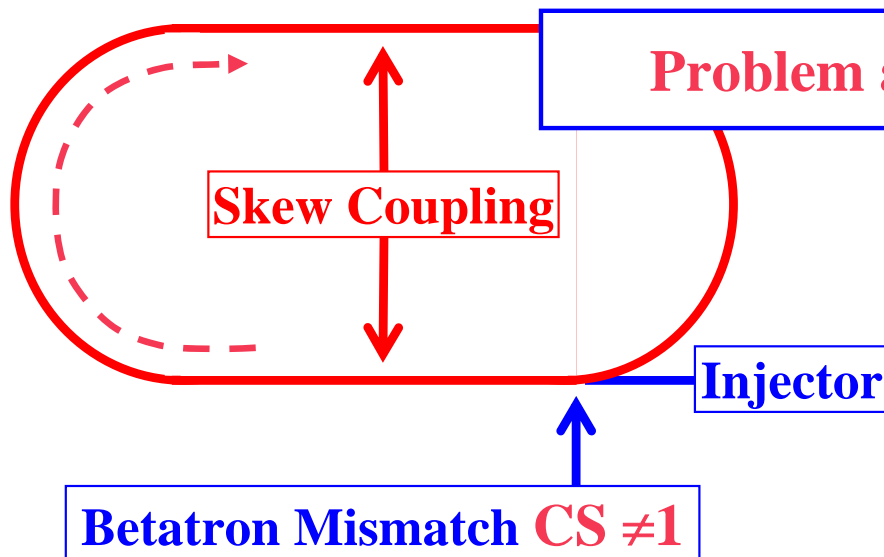 Problem
Skew Coupling
Injector
Betatron Mismatch CS ≠1